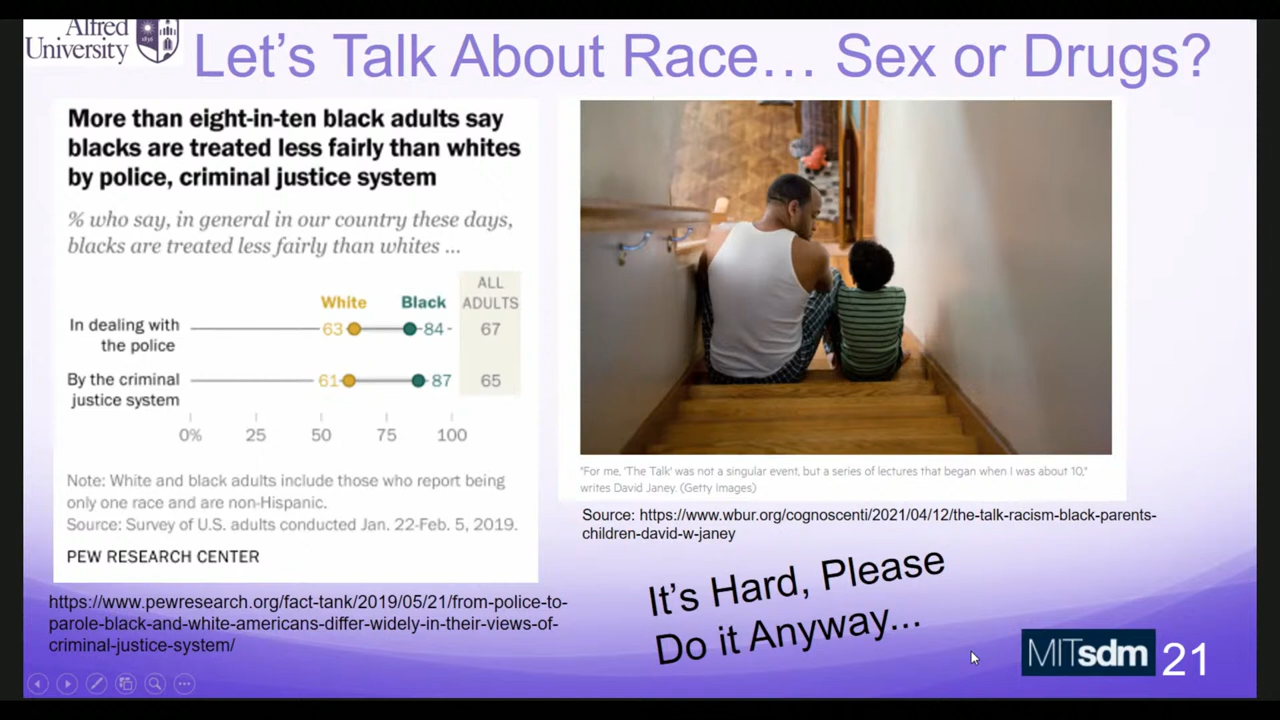 Alfred
University
Let's Talk About Race... Sex or Drugs?
More than eight-in-ten black adults say
blacks are treated less fairly than whites
by police, criminal justice system
% who say, in general in our country these days,
blacks are treated less fairly than whites ...
ALL
White Black ADULTS
In dealing with
the police
63 84 67
By the criminal
justice system
61 87 65
0% 25 50 75 100
Note: White and black adults include those who report being
only one race and are non-Hispanic.
Source: Survey of U.S. adults conducted Jan. 22-Feb. 5, 2019.
PEW RESEARCH CENTER
https://www.pewresearch.org/fact-tank/2019/05/21/from-police-to-
parole-black-and-white-americans-differ-widely-in-their-views-of-
criminal-justice-system/
"For me, 'The Talk' was not a singular event, but a series of lectures that began when I was about 10,"
writes David Janey. (Getty Images)
Source: https://www.wbur.org/cognoscenti/2021/04/12/the-talk-racism-black-parents-
children-david-w-janey
It's Hard, Please
Do it Anyway...
MITsdm 21